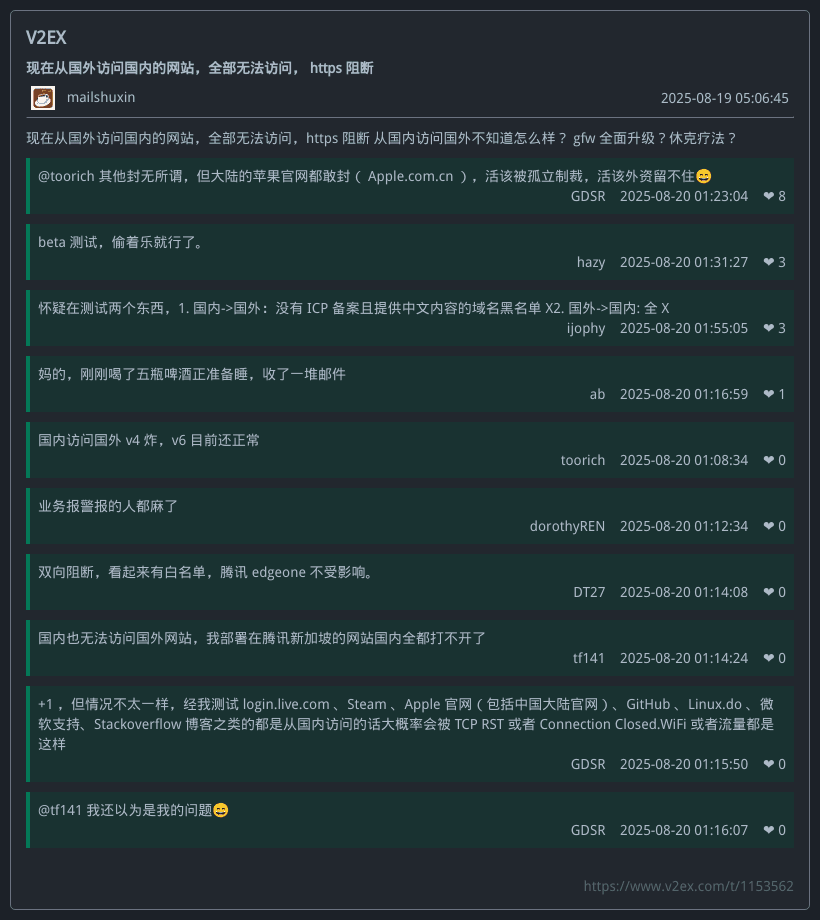 V2EX
现在从国外访问国内的网站，全部无法访问， https 阻断
mailshuxin
2025-08-19 05:06:45
现在从国外访问国内的网站，全部无法访问，https 阻断 从国内访问国外不知道怎么样？ gfw 全面升级？休克疗法？
@toorich 其他封无所谓，但大陆的苹果官网都敢封（ Apple.com.cn ），活该被孤立制裁，活该外资留不住😄
GDSR 2025-08-20 01:23:04 ❤ 8
beta 测试，偷着乐就行了。
hazy 2025-08-20 01:31:27 ❤ 3
怀疑在测试两个东西，1. 国内->国外：没有 ICP 备案且提供中文内容的域名黑名单 X2. 国外->国内: 全 X
ijophy 2025-08-20 01:55:05 ❤ 3
妈的，刚刚喝了五瓶啤酒正准备睡，收了一堆邮件
ab 2025-08-20 01:16:59 ❤ 1
国内访问国外 v4 炸，v6 目前还正常
toorich 2025-08-20 01:08:34 ❤ 0
业务报警报的人都麻了
dorothyREN 2025-08-20 01:12:34 ❤ 0
双向阻断，看起来有白名单，腾讯 edgeone 不受影响。
DT27 2025-08-20 01:14:08 ❤ 0
国内也无法访问国外网站，我部署在腾讯新加坡的网站国内全都打不开了
tf141 2025-08-20 01:14:24 ❤ 0
+1 ，但情况不太一样，经我测试 login.live.com 、Steam 、Apple 官网（包括中国大陆官网）、GitHub 、Linux.do 、微
软支持、Stackoverflow 博客之类的都是从国内访问的话大概率会被 TCP RST 或者 Connection Closed.WiFi 或者流量都是
这样
GDSR 2025-08-20 01:15:50 ❤ 0
@tf141 我还以为是我的问题😄
GDSR 2025-08-20 01:16:07 ❤ 0
https://www.v2ex.com/t/1153562